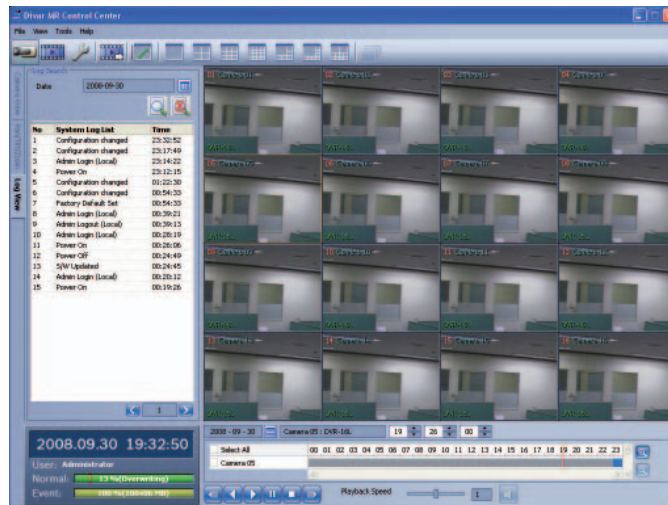 Divar MR Control Center
File View Tools Help
Log Search
Date 2008-09-30
No System Log List Time
1 Configuration changed 23:32:52
2 Configuration changed 23:17:49
3 Admin Login (Local) 23:14:22
4 Power On 23:12:15
5 Configuration changed 01:22:30
6 Configuration changed 00:54:33
7 Factory Default Set 00:54:33
8 Admin Login (Local) 00:39:21
9 Admin Logout (Local) 00:39:13
10 Admin Login (Local) 00:28:19
11 Power On 00:26:06
12 Power Off 00:24:49
13 S/W Updated 00:24:45
14 Admin Login (Local) 00:20:12
15 Power On 00:19:26
Log View
1
2008.09.30 19:32:50
User: Administrator
Normal: 13 %(Overwriting)
Event:
2008 - 09 - 30 Camera 05 : DVR-16L 19 26 00
Select All 00 01 02 03 04 05 06 07 08 09 10 11 12 13 14 15 16 17 18 19 20 21 22 23
Camera 05
Playback Speed 1